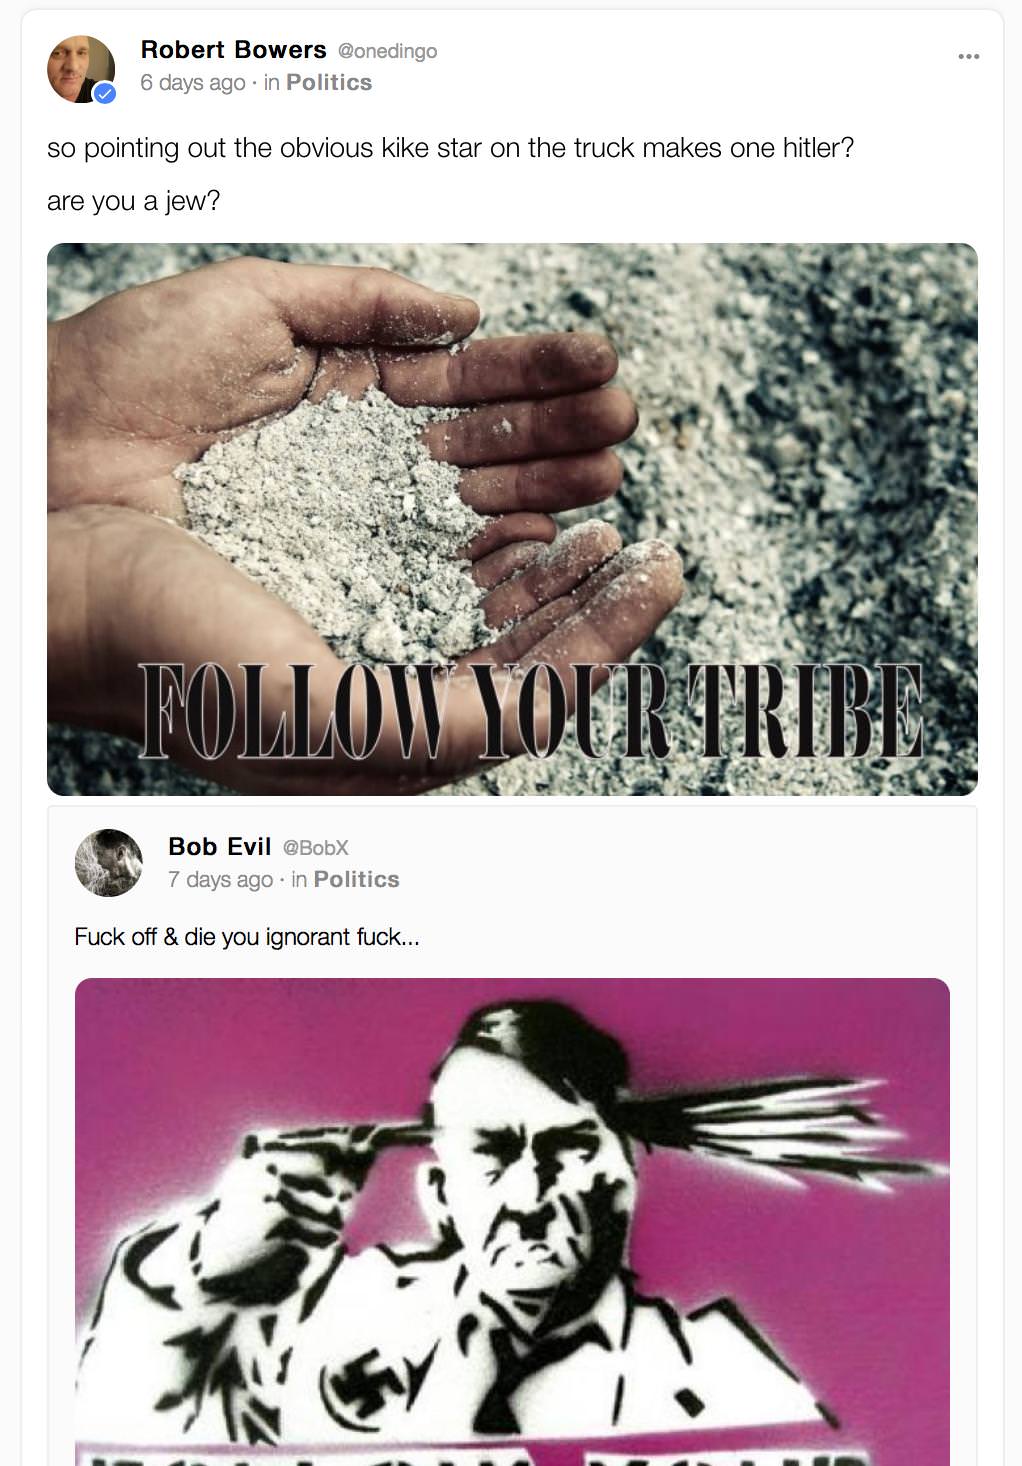 Robert Bowers @onedingo
6 days ago · in Politics
so pointing out the obvious kike star on the truck makes one hitler?
are you a jew?
FOLLOW YOUR TRIBE
Bob Evil @BobX
7 days ago · in Politics
Fuck off & die you ignorant fuck...